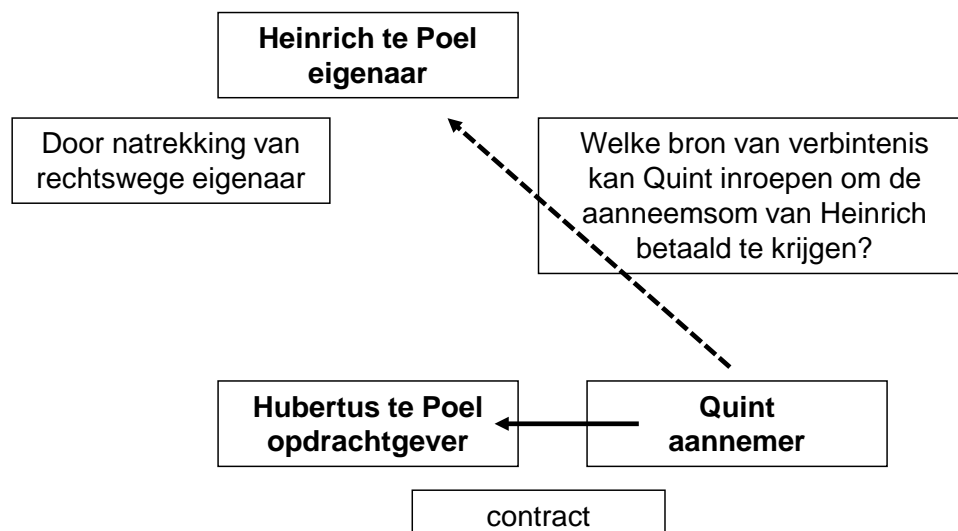 Heinrich te Poel
eigenaar
Door natrekking van
rechtswege eigenaar
Welke bron van verbintenis
kan Quint inroepen om de
aanneemsom van Heinrich
betaald te krijgen?
Hubertus te Poel
opdrachtgever
Quint
aannemer
contract